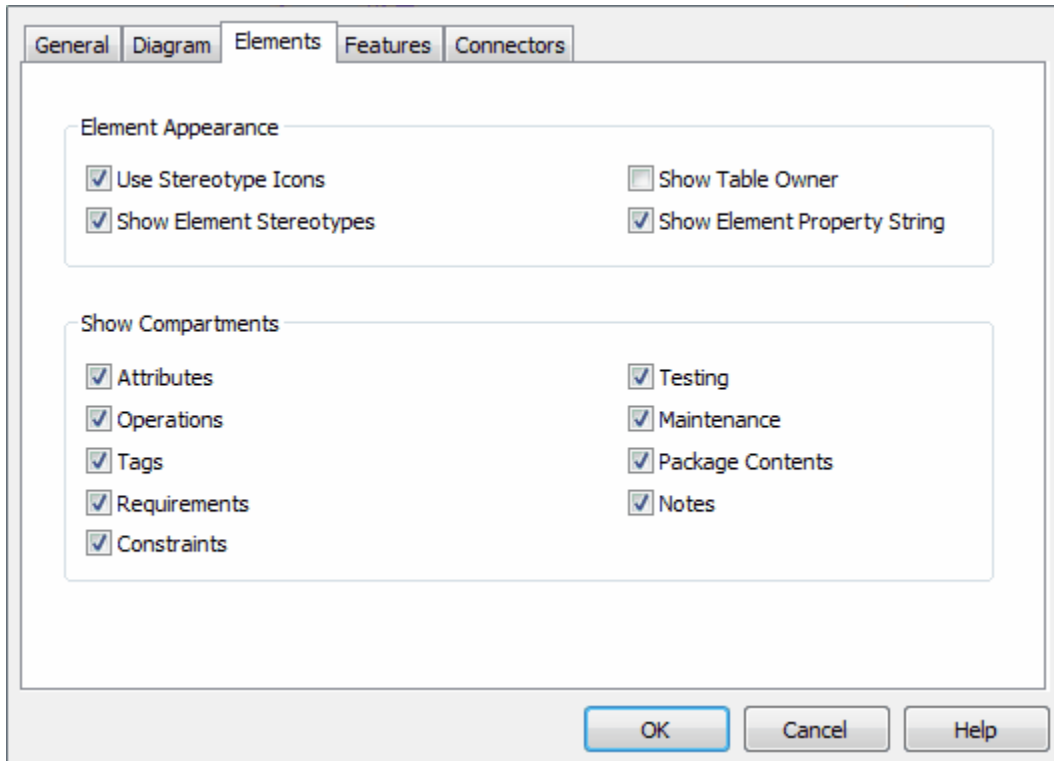 General Diagram Elements Features Connectors
Element Appearance
Use Stereotype Icons Show Table Owner
Show Element Stereotypes Show Element Property String
Show Compartments
Attributes Testing
Operations Maintenance
Tags Package Contents
Requirements Notes
Constraints
OK Cancel Help